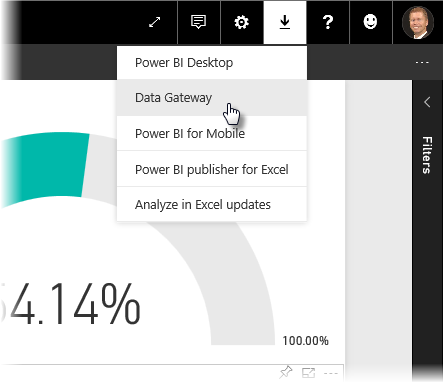 Power BI Desktop
Data Gateway
Power BI for Mobile
Power BI publisher for Excel
Analyze in Excel updates
Filters
4.14%
100.00%